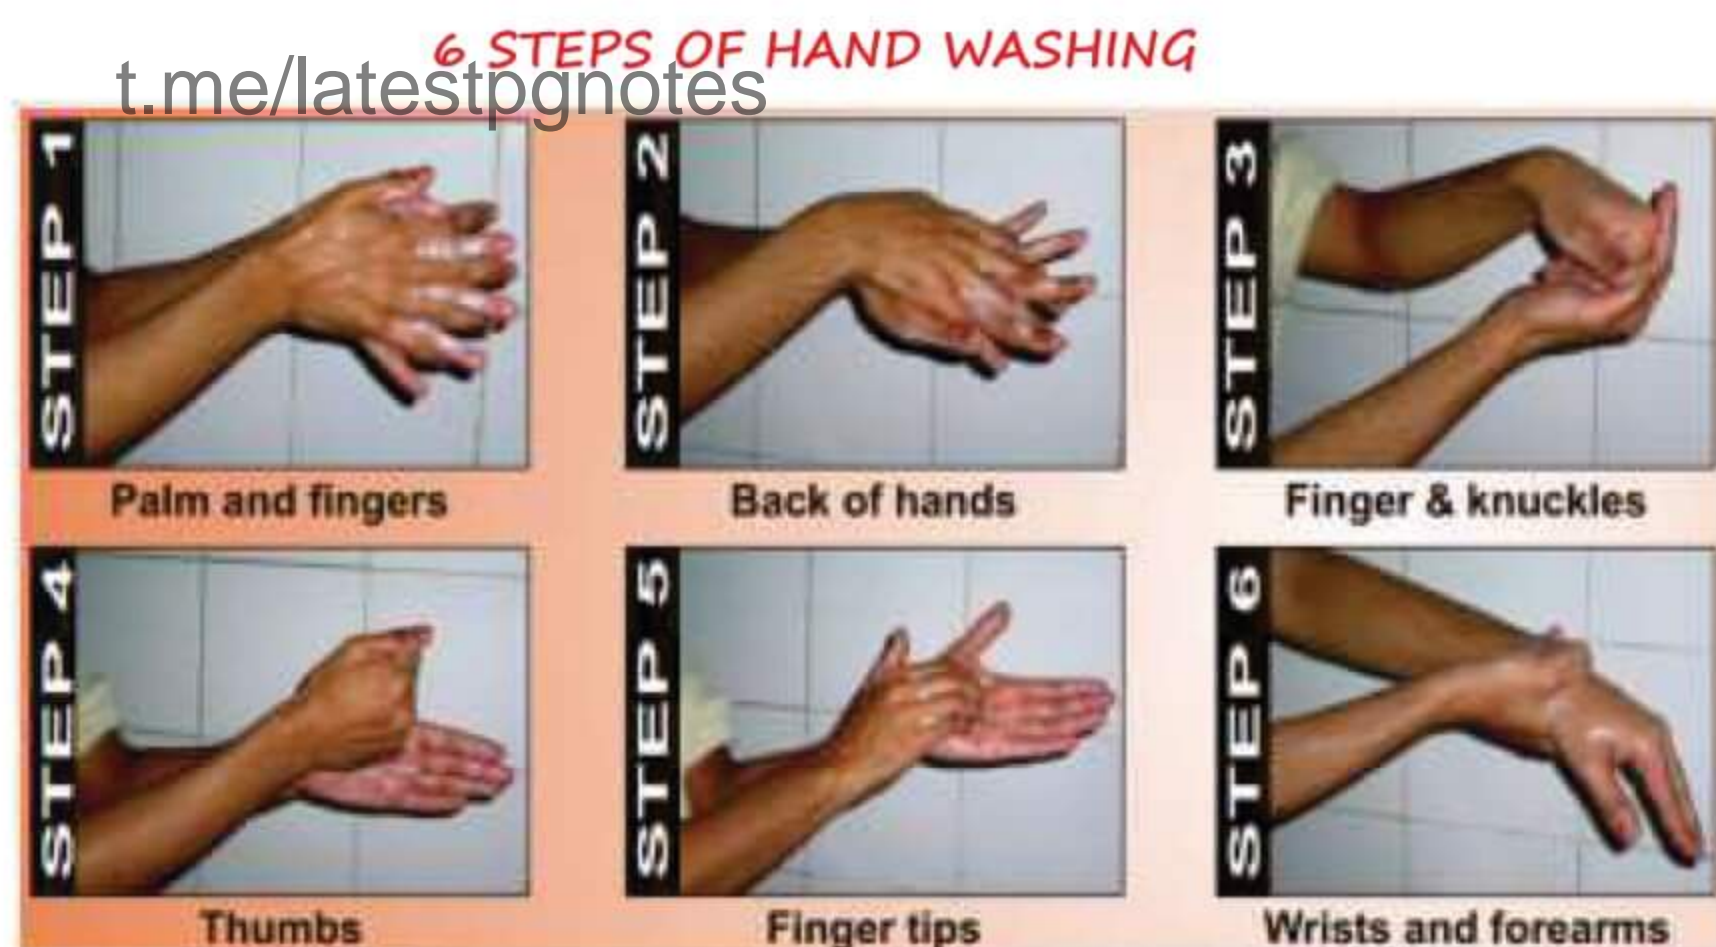 6 STEPS OF HAND WASHING
t.me/latestpgnotes
STEP 1
Palm and fingers
STEP 2
Back of hands
STEP 3
Finger & knuckles
STEP 4
Thumbs
STEP 5
Finger tips
STEP 6
Wrists and forearms